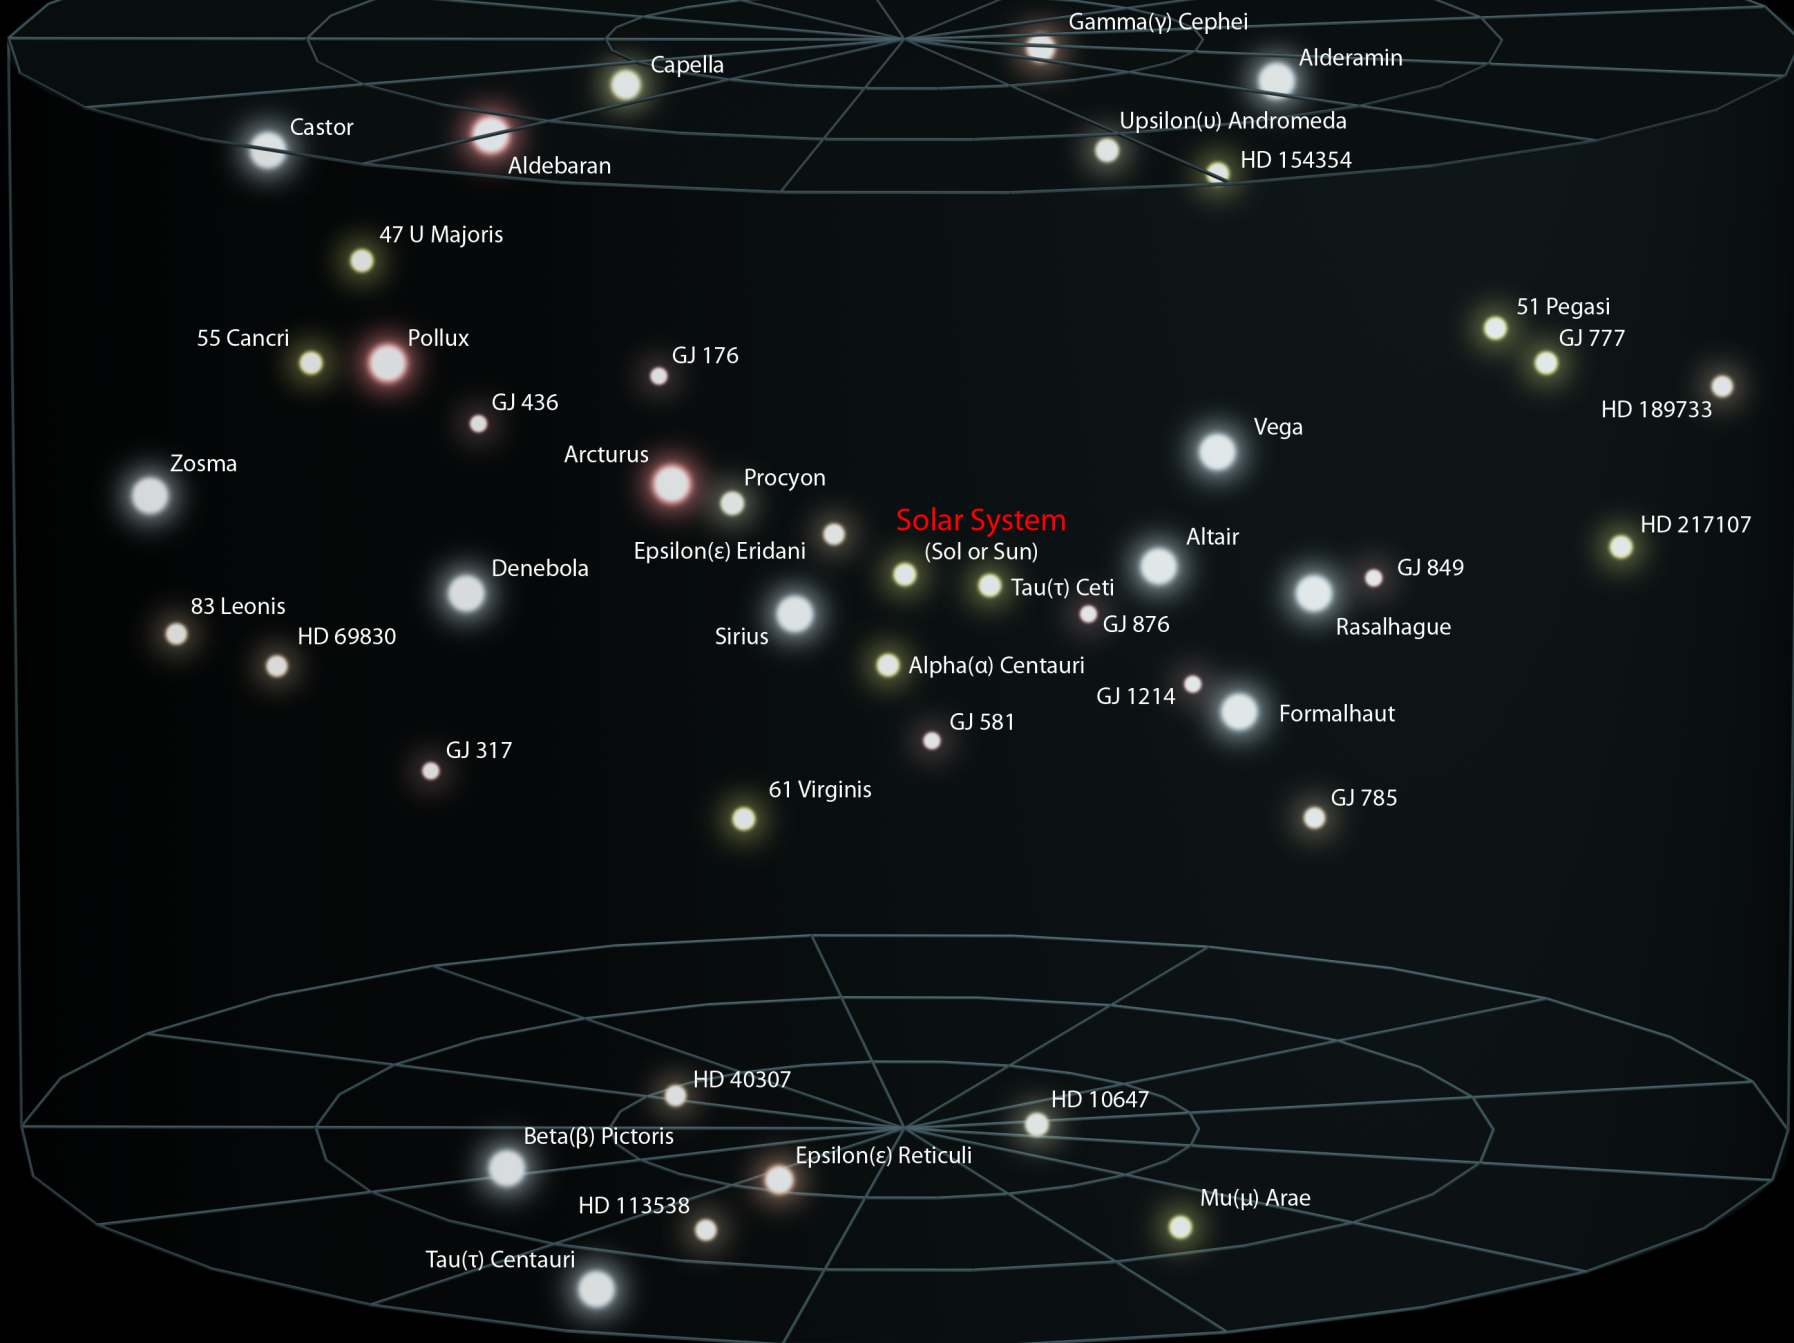 Gamma(γ) Cephei
Alderamin
Capella
Upsilon(υ) Andromeda
Castor
HD 154354
Aldebaran
47 U Majoris
51 Pegasi
55 Cancri
Pollux
GJ 777
GJ 176
GJ 436
HD 189733
Vega
Arcturus
Zosma
Procyon
Solar System
(Sol or Sun)
HD 217107
Altair
Epsilon(ε) Eridani
Denebola
GJ 849
Tau(τ) Ceti
83 Leonis
GJ 876
Rasalhague
HD 69830
Sirius
Alpha(α) Centauri
GJ 1214
Formalhaut
GJ 581
GJ 317
61 Virginis
GJ 785
HD 40307
HD 10647
Beta(β) Pictoris
Epsilon(ε) Reticuli
Mu(μ) Arae
HD 113538
Tau(τ) Centauri